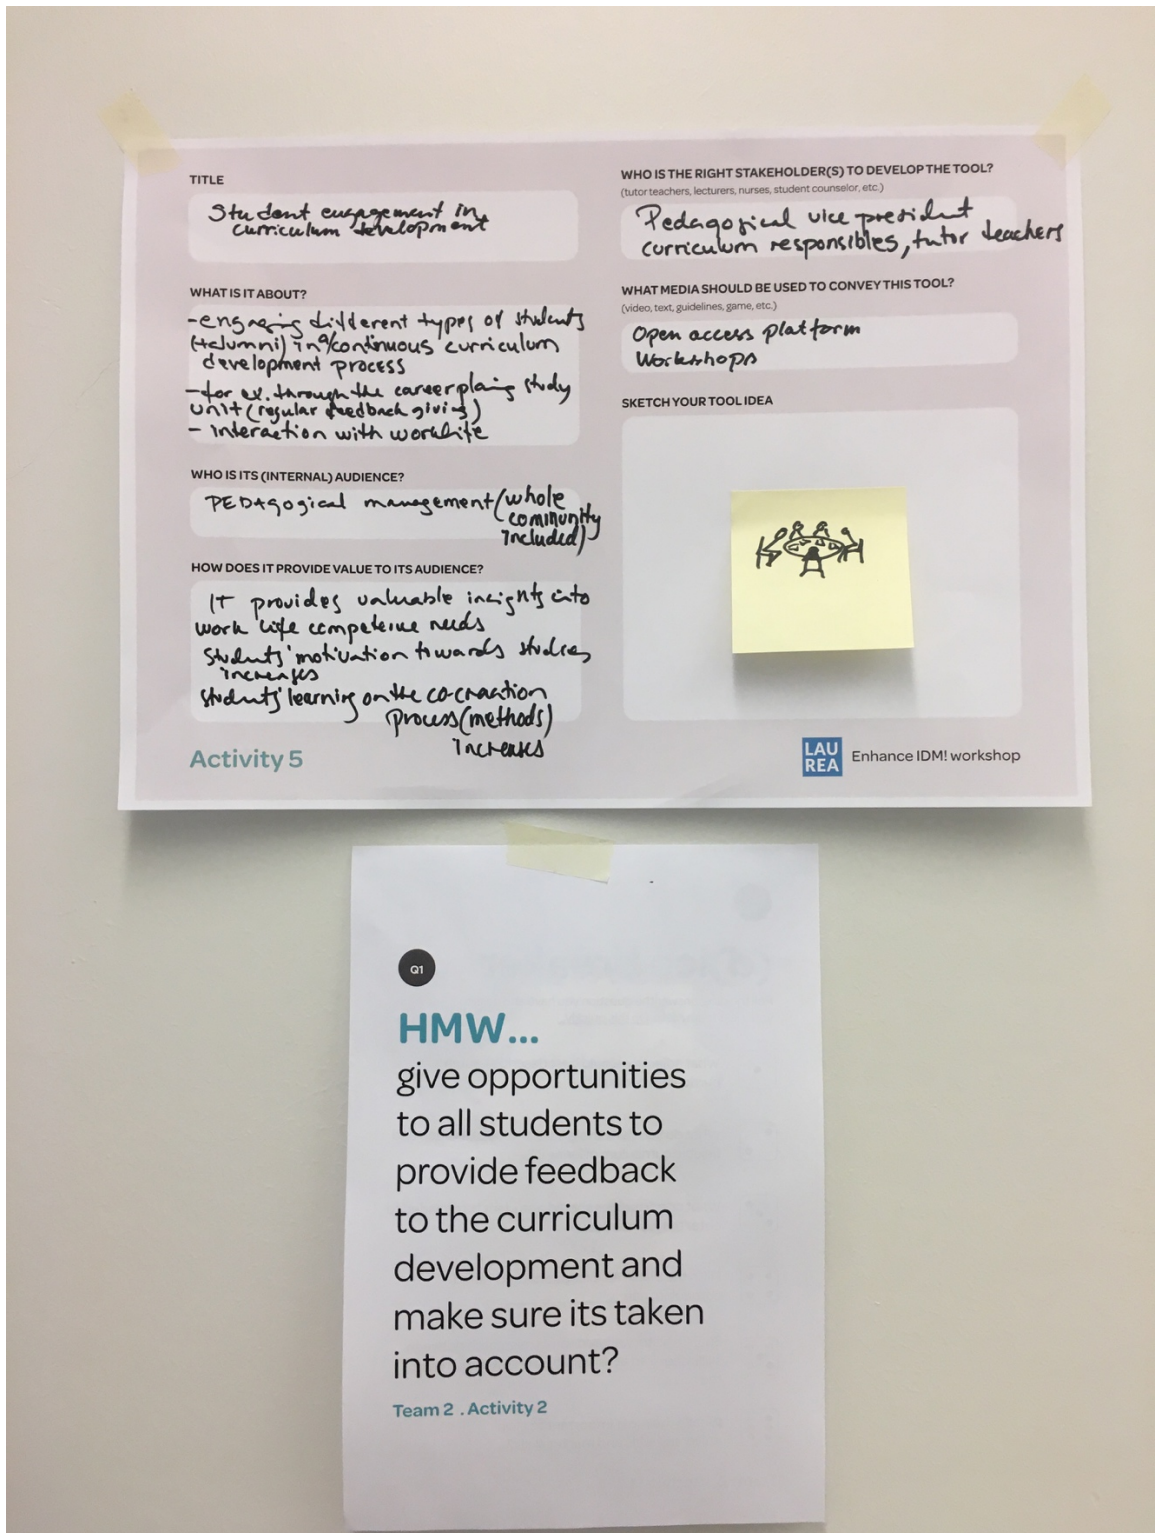 TITLE
Student engagement in
curriculum development
WHAT IS IT ABOUT?
-engaging different types of students
(+alumni) in a continuous curriculum
development process
-for ex. through the career plaing study
unit (regular feedback giving)
- interaction with worklife
WHO IS ITS (INTERNAL) AUDIENCE?
PEDAgogical management (whole
community
included)
HOW DOES IT PROVIDE VALUE TO ITS AUDIENCE?
IT provides valuable insights into
work life competence needs
Students' motivation towards studies
increases
Students' learning on the co-creation
process (methods)
increases
Activity 5
WHO IS THE RIGHT STAKEHOLDER(S) TO DEVELOP THE TOOL?
(tutor teachers, lecturers, nurses, student counselor, etc.)
Pedagogical vice president
curriculum responsibles, tutor teachers
WHAT MEDIA SHOULD BE USED TO CONVEY THIS TOOL?
(video, text, guidelines, game, etc.)
Open access platform
Workshops
SKETCH YOUR TOOL IDEA
LAU
REA
Enhance IDM! workshop
Q1
HMW...
give opportunities
to all students to
provide feedback
to the curriculum
development and
make sure its taken
into account?
Team 2 . Activity 2